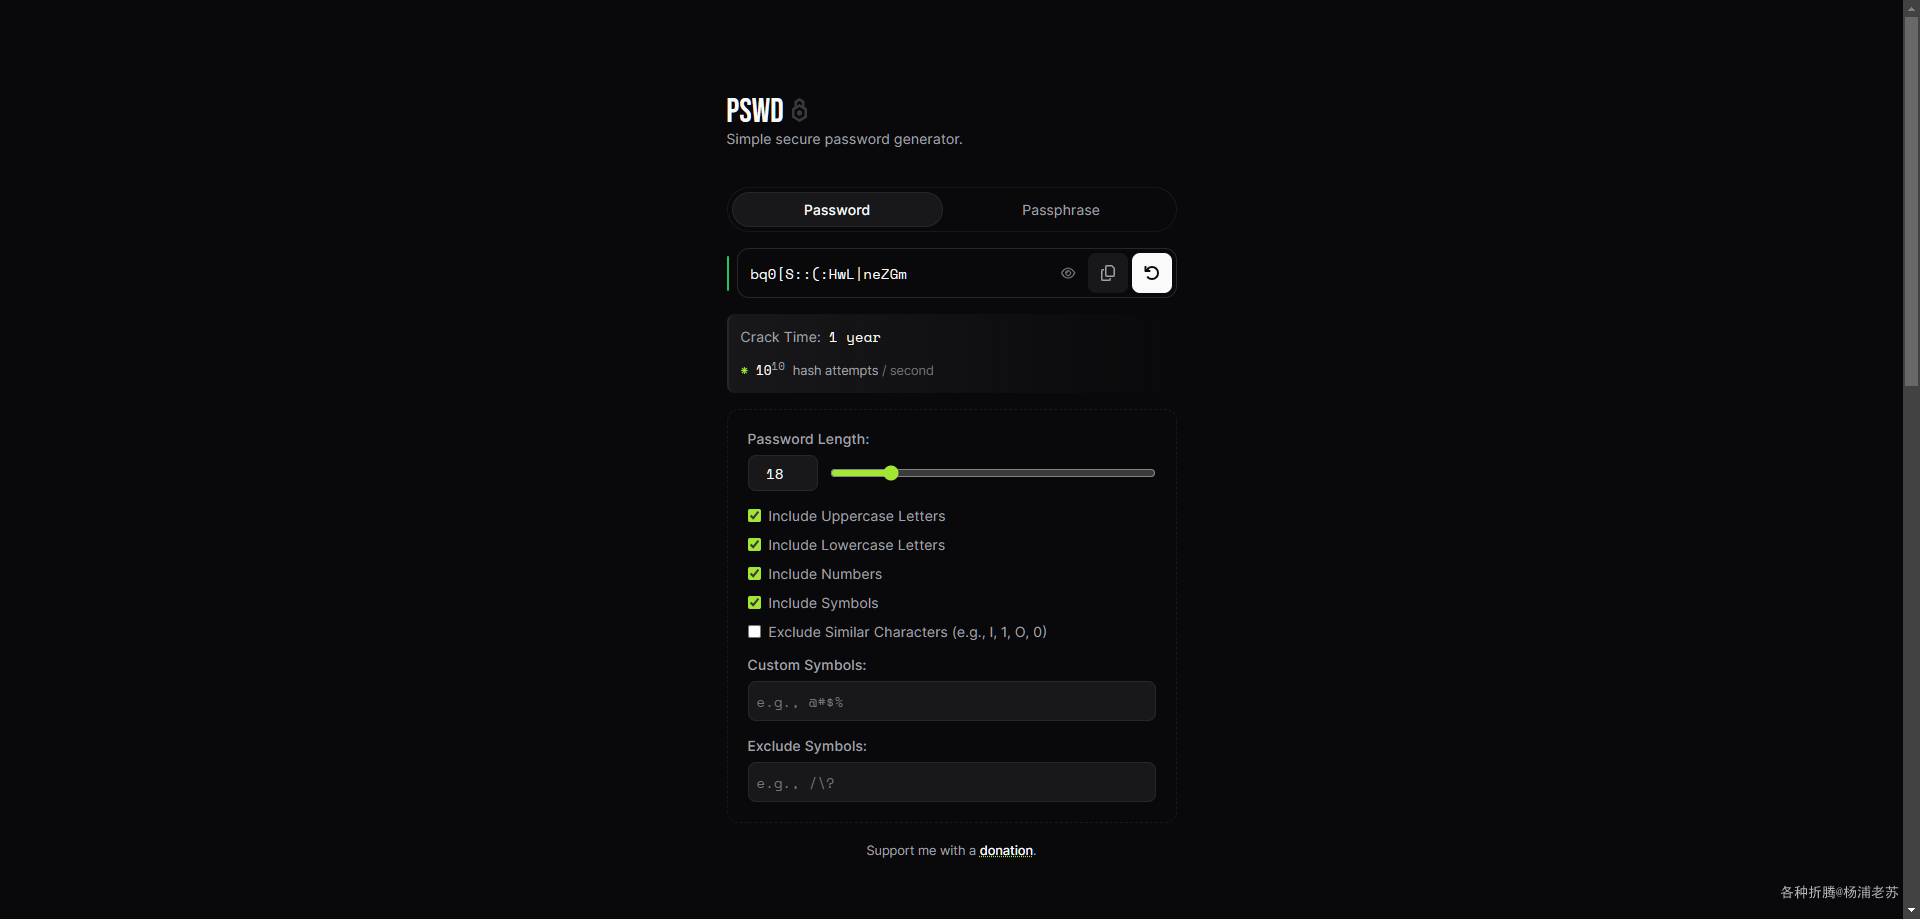 PSWD
Simple secure password generator.
Password Passphrase
bq0[S::(:HwL|neZGm
Crack Time: 1 year
* 10^10 hash attempts / second
Password Length:
18
Include Uppercase Letters
Include Lowercase Letters
Include Numbers
Include Symbols
Exclude Similar Characters (e.g., I, 1, O, 0)
Custom Symbols:
e.g., @#$%
Exclude Symbols:
e.g., /\?
Support me with a donation.
各种折腾@杨浦老苏